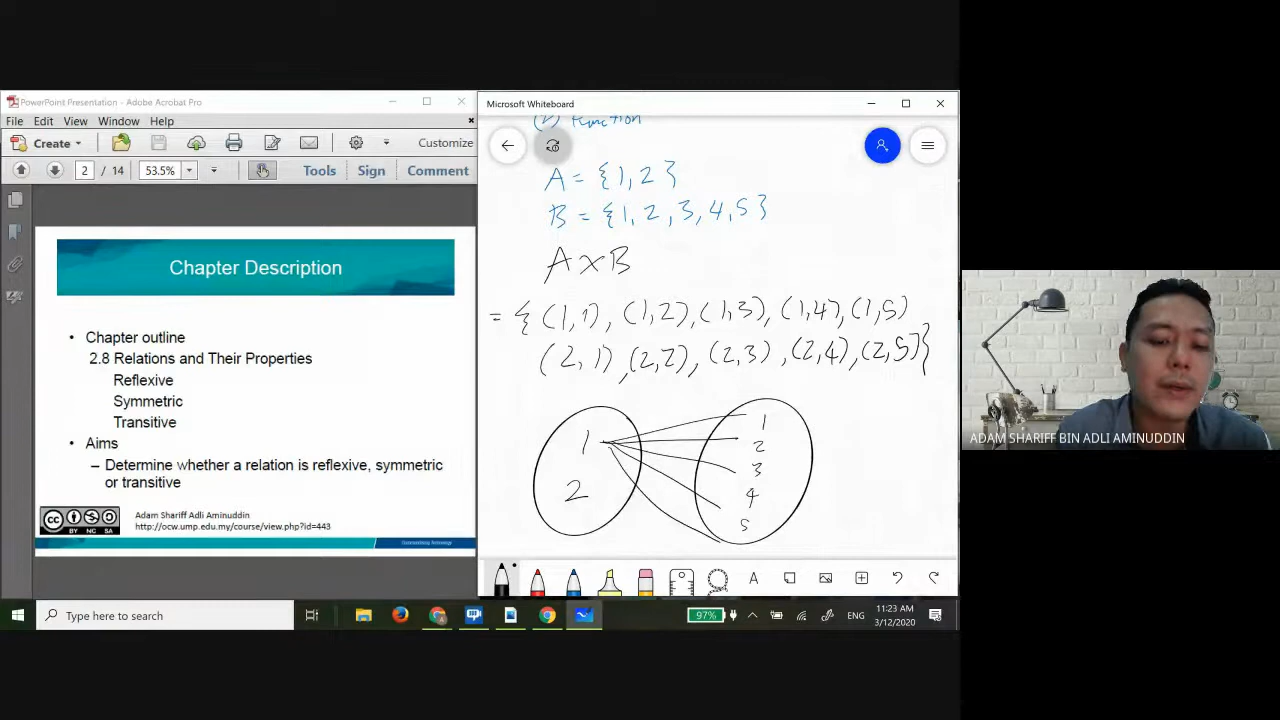 PowerPoint Presentation - Adobe Acrobat Pro
File Edit View Window Help
Create
Customize
2 / 14 53.5% Tools Sign Comment
Chapter Description
• Chapter outline
2.8 Relations and Their Properties
Reflexive
Symmetric
Transitive
• Aims
– Determine whether a relation is reflexive, symmetric
or transitive
cc BY NC SA
Adam Shariff Adli Aminuddin
http://ocw.ump.edu.my/course/view.php?id=443
Microsoft Whiteboard
function
A = {1,2}
B = {1,2,3,4,5}
A x B
= {(1,1), (1,2), (1,3), (1,4), (1,5)
(2,1), (2,2), (2,3), (2,4), (2,5)}
1
2
1
2
3
4
5
A
ADAM SHARIFF BIN ADLI AMINUDDIN
Type here to search
97%
ENG
11:23 AM
3/12/2020